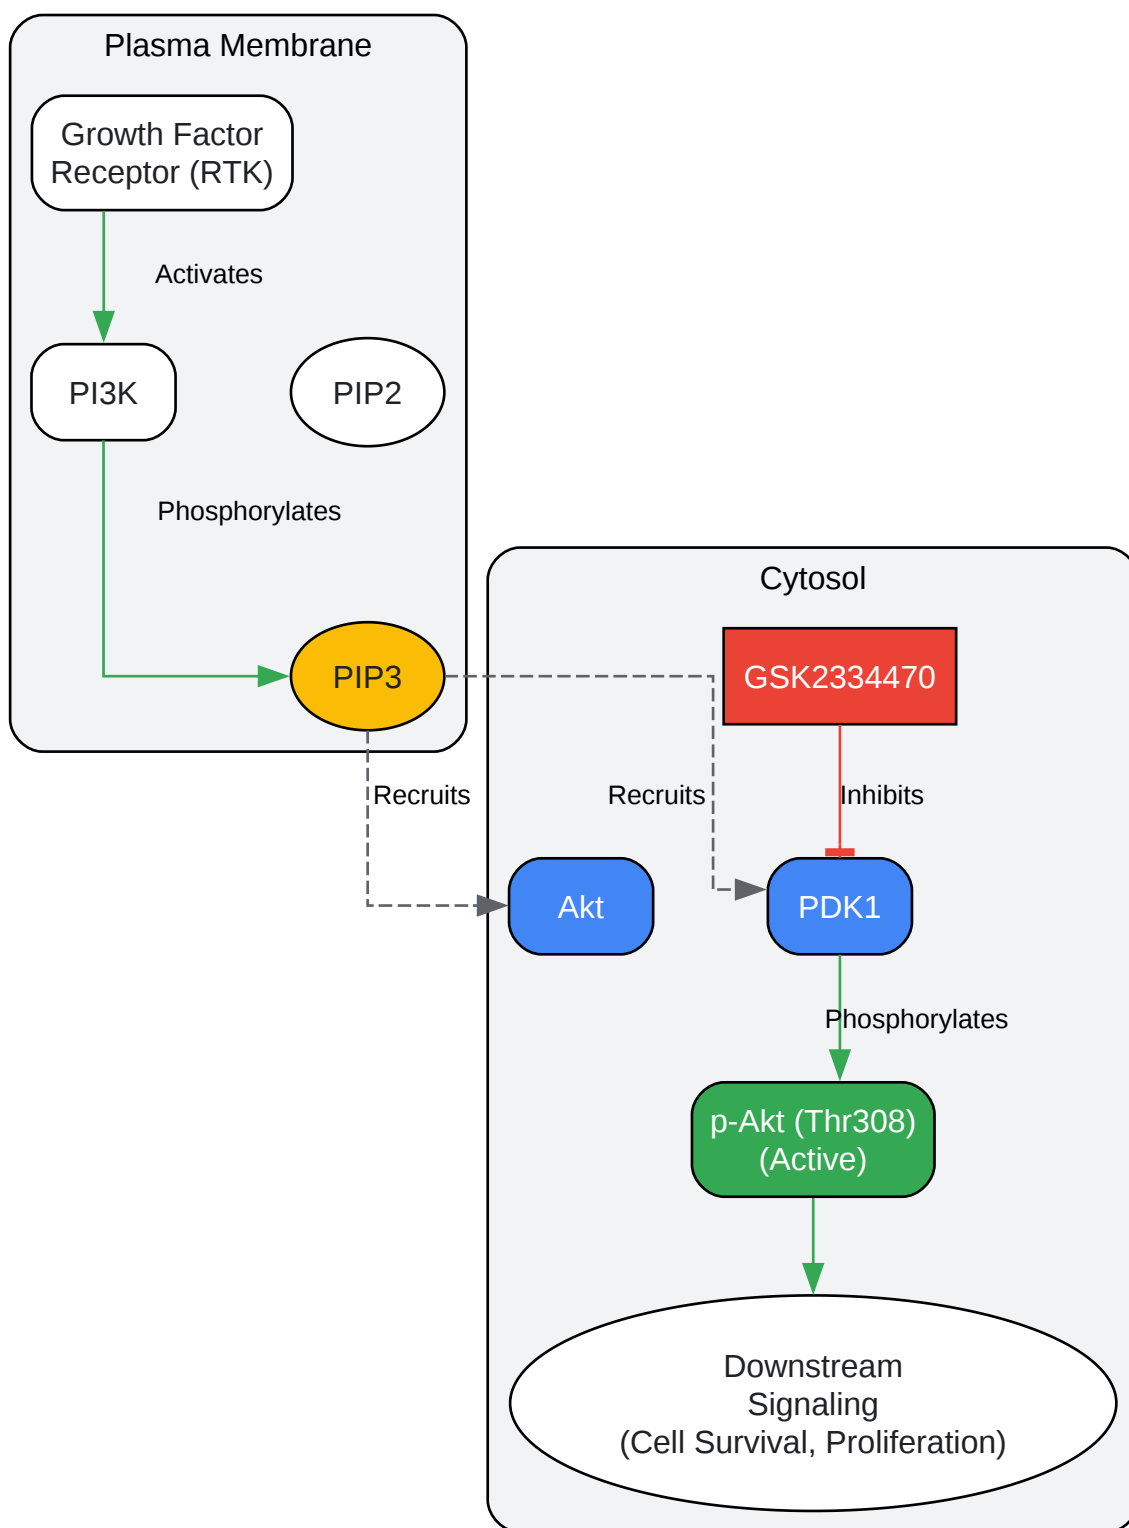 Plasma Membrane
Growth Factor
Receptor (RTK)
Activates
PI3K
PIP2
Phosphorylates
Cytosol
PIP3
GSK2334470
Recruits
Recruits
Inhibits
Akt
PDK1
Phosphorylates
p-Akt (Thr308)
(Active)
Downstream
Signaling
(Cell Survival, Proliferation)